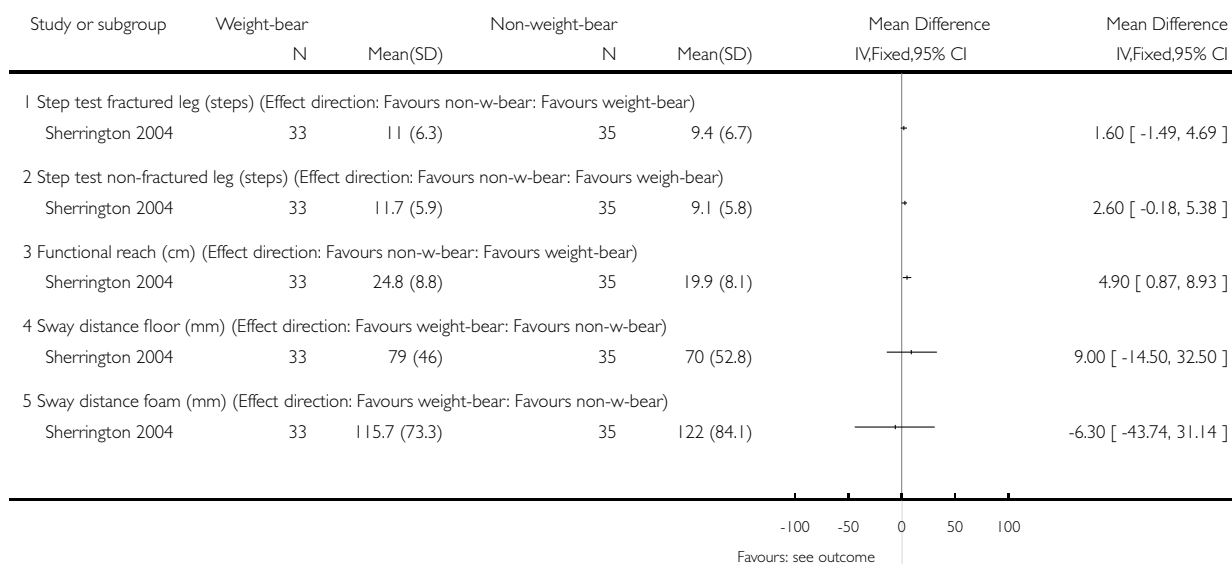 Study or subgroup Weight-bear Non-weight-bear Mean Difference Mean Difference
N Mean(SD) N Mean(SD) IV,Fixed,95% CI IV,Fixed,95% CI
1 Step test fractured leg (steps) (Effect direction: Favours non-w-bear: Favours weight-bear)
Sherrington 2004 33 11 (6.3) 35 9.4 (6.7) 1.60 [ -1.49, 4.69 ]
2 Step test non-fractured leg (steps) (Effect direction: Favours non-w-bear: Favours weigh-bear)
Sherrington 2004 33 11.7 (5.9) 35 9.1 (5.8) 2.60 [ -0.18, 5.38 ]
3 Functional reach (cm) (Effect direction: Favours non-w-bear: Favours weight-bear)
Sherrington 2004 33 24.8 (8.8) 35 19.9 (8.1) 4.90 [ 0.87, 8.93 ]
4 Sway distance floor (mm) (Effect direction: Favours weight-bear: Favours non-w-bear)
Sherrington 2004 33 79 (46) 35 70 (52.8) 9.00 [ -14.50, 32.50 ]
5 Sway distance foam (mm) (Effect direction: Favours weight-bear: Favours non-w-bear)
Sherrington 2004 33 115.7 (73.3) 35 122 (84.1) -6.30 [ -43.74, 31.14 ]
-100 -50 0 50 100
Favours: see outcome